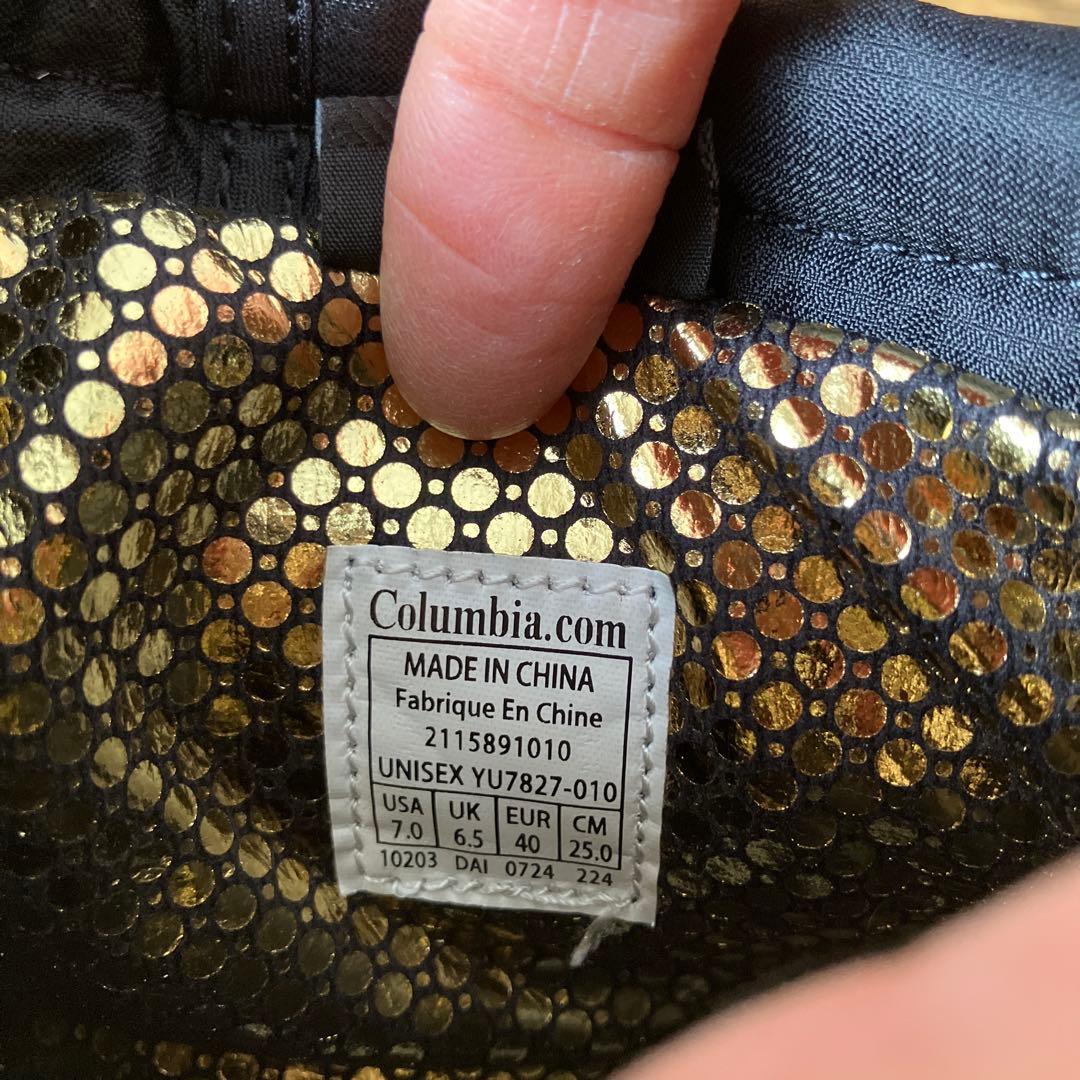 Columbia.com
MADE IN CHINA
Fabrique En Chine
2115891010
UNISEX YU7827-010
USA UK EUR CM
7.0 6.5 40 25.0
10203 DAI 0724 224